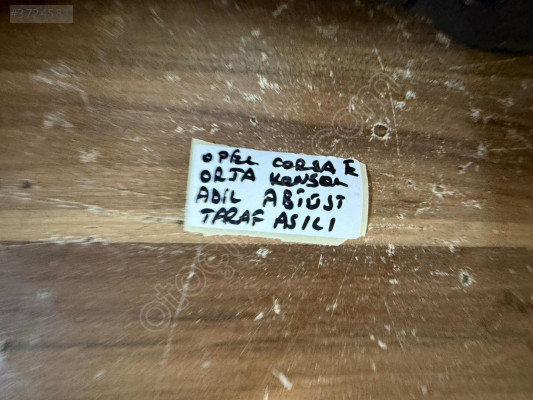 OPEL CORSA E
ORTA KONSOL
ADİL ABİ ÜST
TARAF ASILI